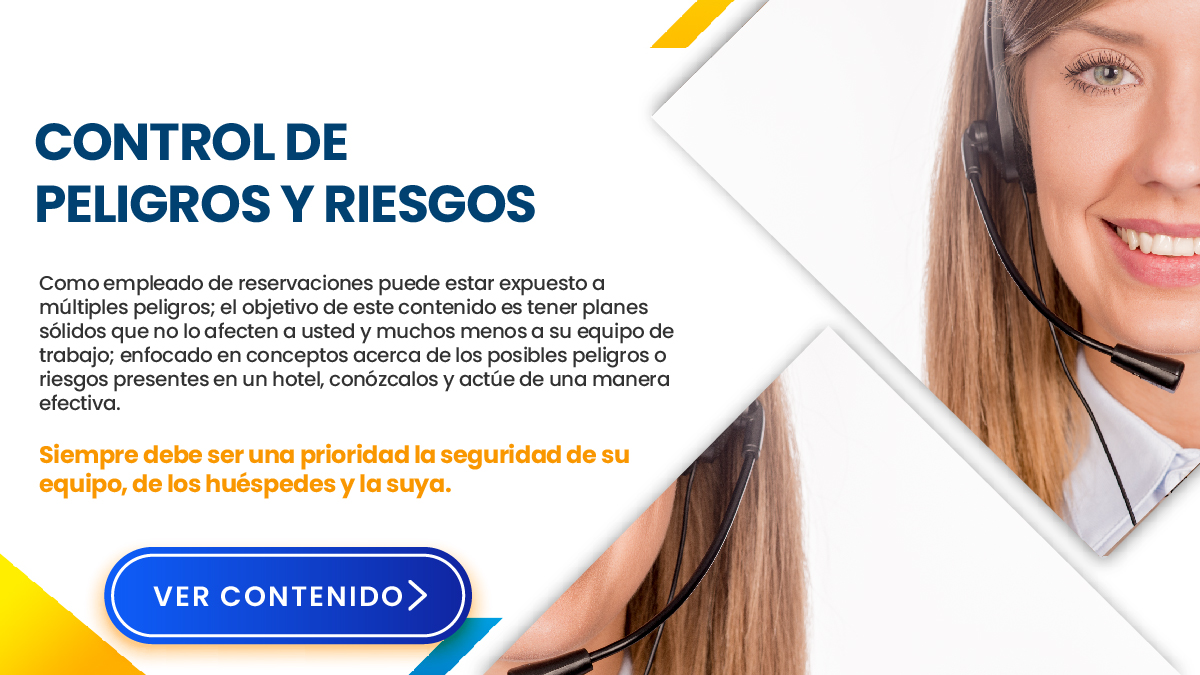 CONTROL DE
PELIGROS Y RIESGOS
Como empleado de reservaciones puede estar expuesto a
múltiples peligros; el objetivo de este contenido es tener planes
sólidos que no lo afecten a usted y muchos menos a su equipo de
trabajo; enfocado en conceptos acerca de los posibles peligros o
riesgos presentes en un hotel, conózcalos y actúe de una manera
efectiva.
Siempre debe ser una prioridad la seguridad de su
equipo, de los huéspedes y la suya.
VER CONTENIDO